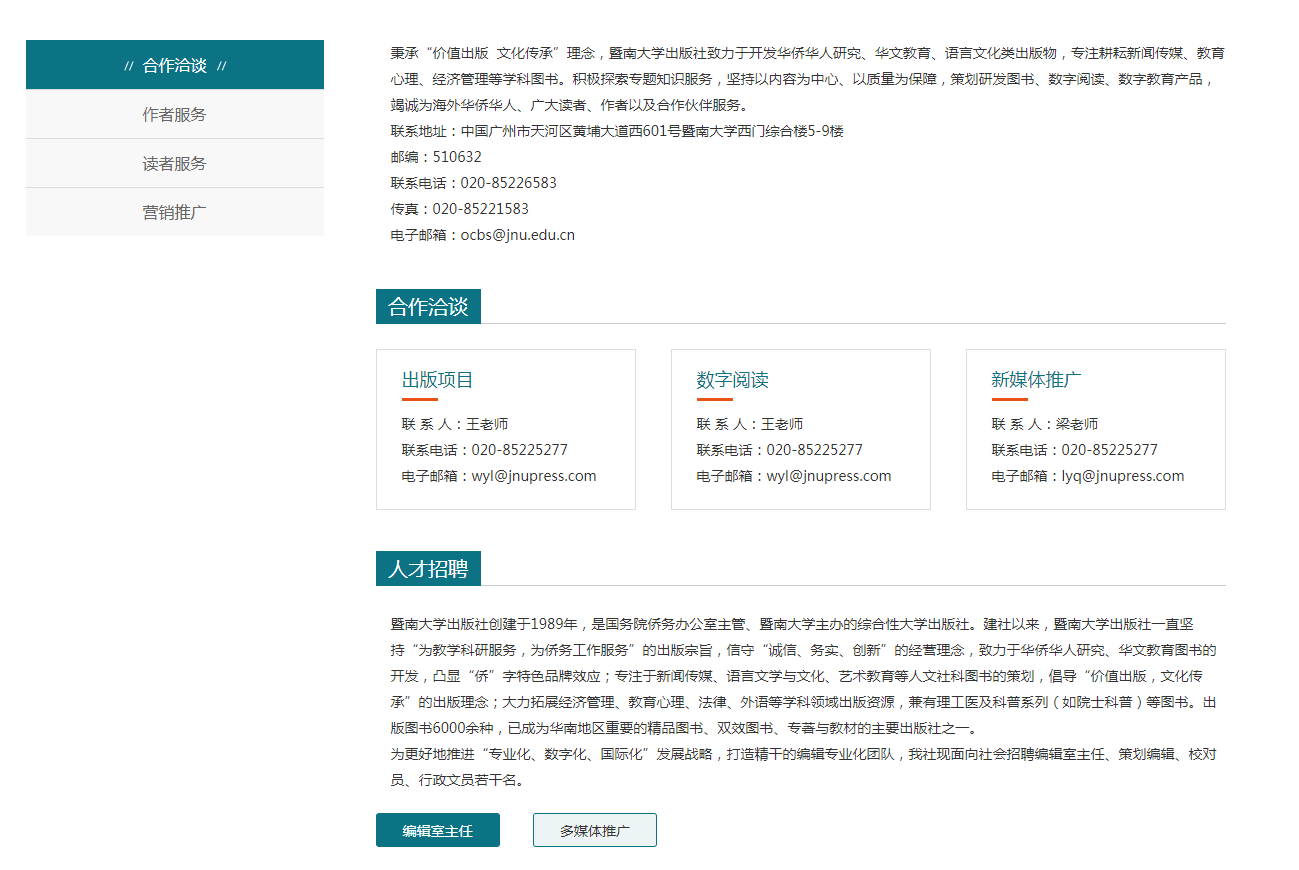 // 合作洽谈 //
作者服务
读者服务
营销推广
秉承“价值出版 文化传承”理念，暨南大学出版社致力于开发华侨华人研究、华文教育、语言文化类出版物，专注耕耘新闻传媒、教育
心理、经济管理等学科图书。积极探索专题知识服务，坚持以内容为中心、以质量为保障，策划研发图书、数字阅读、数字教育产品，
竭诚为海外华侨华人、广大读者、作者以及合作伙伴服务。
联系地址：中国广州市天河区黄埔大道西601号暨南大学西门综合楼5-9楼
邮编：510632
联系电话：020-85226583
传真：020-85221583
电子邮箱：ocbs@jnu.edu.cn
合作洽谈
出版项目
联 系 人：王老师
联系电话：020-85225277
电子邮箱：wyl@jnupress.com
数字阅读
联 系 人：王老师
联系电话：020-85225277
电子邮箱：wyl@jnupress.com
新媒体推广
联 系 人：梁老师
联系电话：020-85225277
电子邮箱：lyq@jnupress.com
人才招聘
暨南大学出版社创建于1989年，是国务院侨务办公室主管、暨南大学主办的综合性大学出版社。建社以来，暨南大学出版社一直坚
持“为教学科研服务，为侨务工作服务”的出版宗旨，信守“诚信、务实、创新”的经营理念，致力于华侨华人研究、华文教育图书的
开发，凸显“侨”字特色品牌效应；专注于新闻传媒、语言文学与文化、艺术教育等人文社科图书的策划，倡导“价值出版，文化传
承”的出版理念；大力拓展经济管理、教育心理、法律、外语等学科领域出版资源，兼有理工医及科普系列（如院士科普）等图书。出
版图书6000余种，已成为华南地区重要的精品图书、双效图书、专著与教材的主要出版社之一。
为更好地推进“专业化、数字化、国际化”发展战略，打造精干的编辑专业化团队，我社现面向社会招聘编辑室主任、策划编辑、校对
员、行政文员若干名。
编辑室主任
多媒体推广